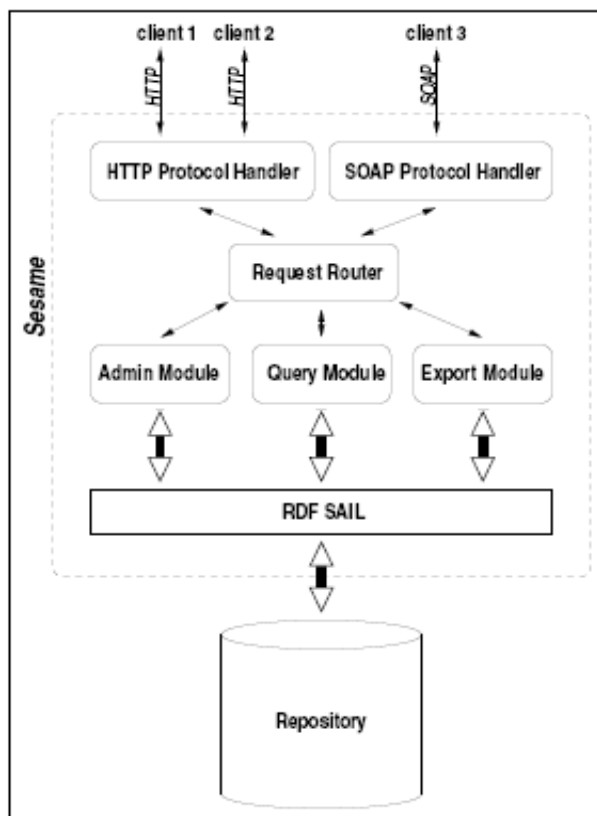 client 1 client 2 client 3
HTTP HTTP SOAP
HTTP Protocol Handler SOAP Protocol Handler
Request Router
Sesame
Admin Module Query Module Export Module
RDF SAIL
Repository